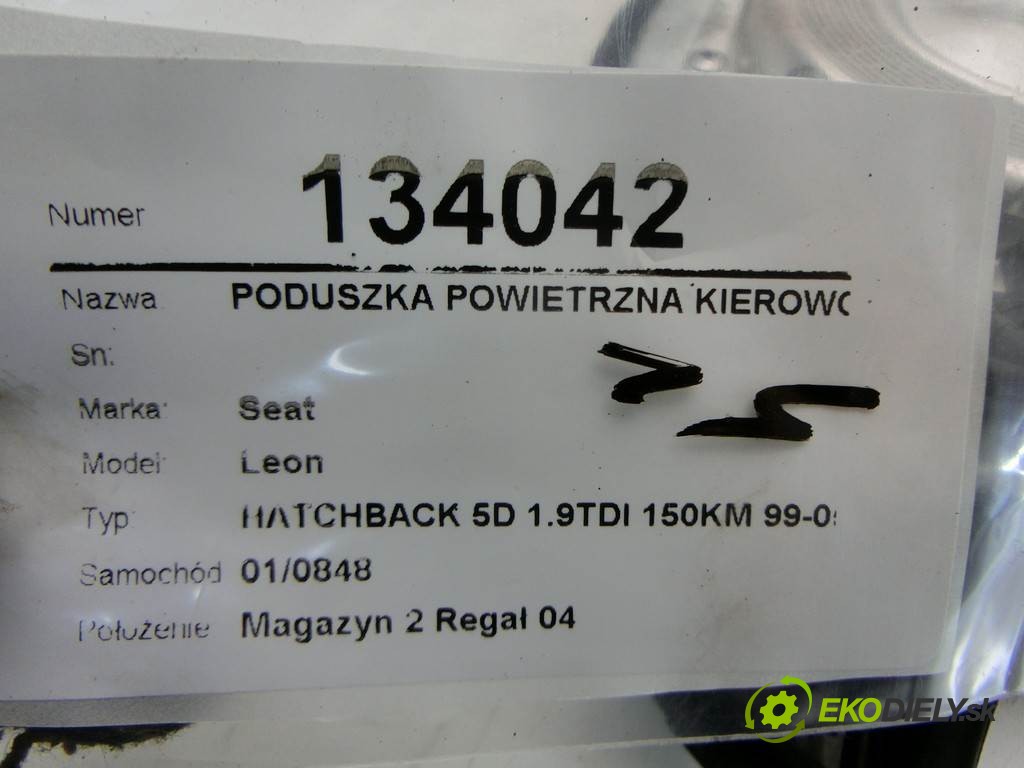 Numer 134042
Nazwa PODUSZKA POWIETRZNA KIEROWC
Sn:
Marka: Seat
Model: Leon
Typ: HATCHBACK 5D 1.9TDI 150KM 99-0
Samochód 01/0848
Położenie Magazyn 2 Regał 04
EKODIELY.sk